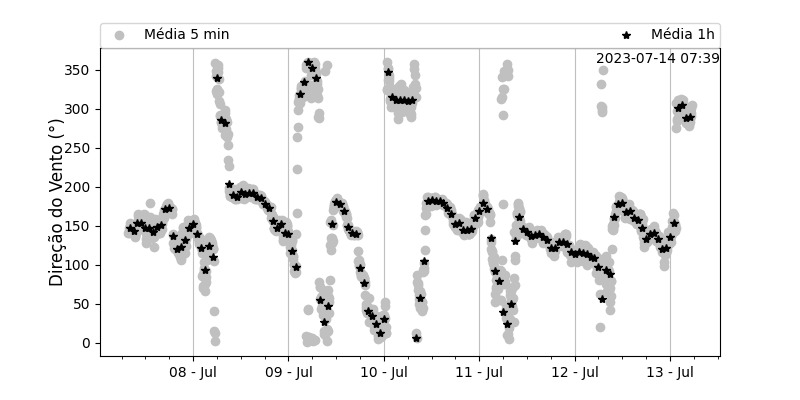 Média 5 min
Média 1h
2023-07-14 07:39
Direção do Vento (°)
350
300
250
200
150
100
50
0
08 - Jul
09 - Jul
10 - Jul
11 - Jul
12 - Jul
13 - Jul